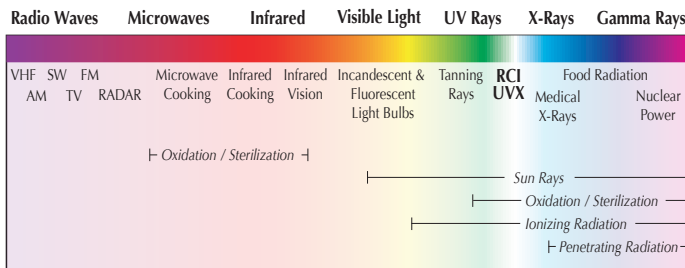 Radio Waves Microwaves Infrared Visible Light UV Rays X-Rays Gamma Rays
VHF SW FM Microwave Cooking Infrared Cooking Infrared Vision Incandescent & Fluorescent Light Bulbs Tanning Rays RCI UVX Food Radiation
AM TV RADAR Medical X-Rays Nuclear Power
Oxidation / Sterilization
Sun Rays
Oxidation / Sterilization
Ionizing Radiation
Penetrating Radiation